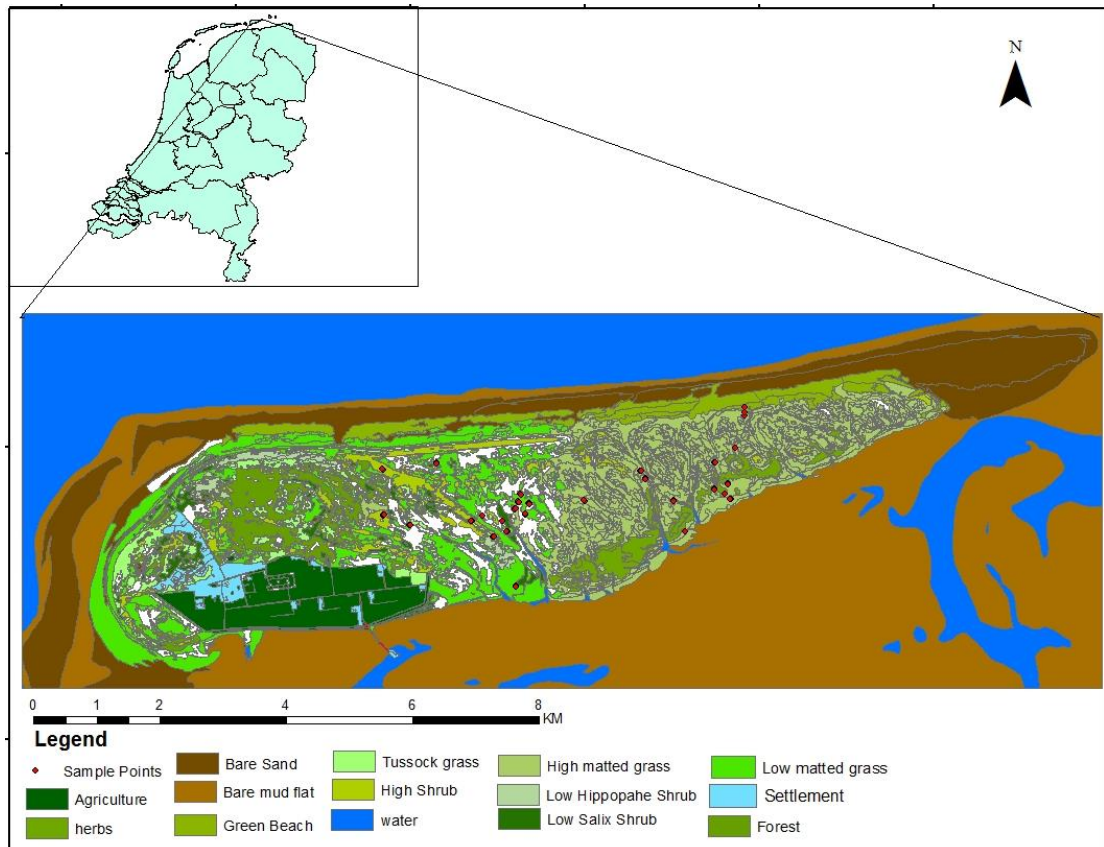 N
0 1 2 4 6 8
KM
Legend
Sample Points
Bare Sand
Tussock grass
High matted grass
Low matted grass
Agriculture
Bare mud flat
High Shrub
Low Hippopahe Shrub
Settlement
herbs
Green Beach
water
Low Salix Shrub
Forest